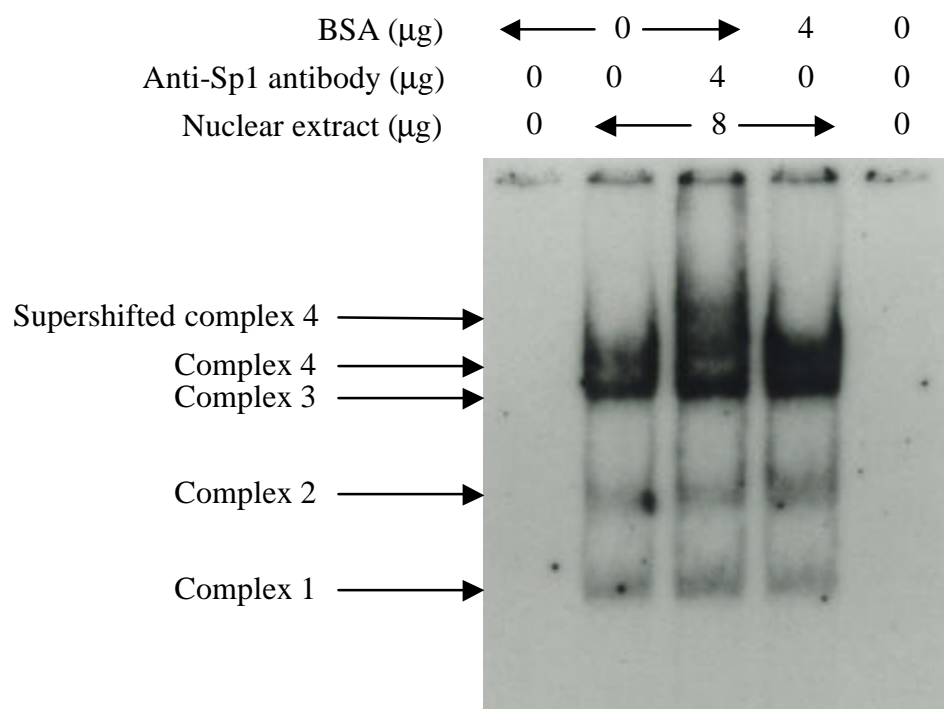 BSA (μg) 0 4 0
Anti-Sp1 antibody (μg) 0 0 4 0 0
Nuclear extract (μg) 0 8 0
Supershifted complex 4
Complex 4
Complex 3
Complex 2
Complex 1